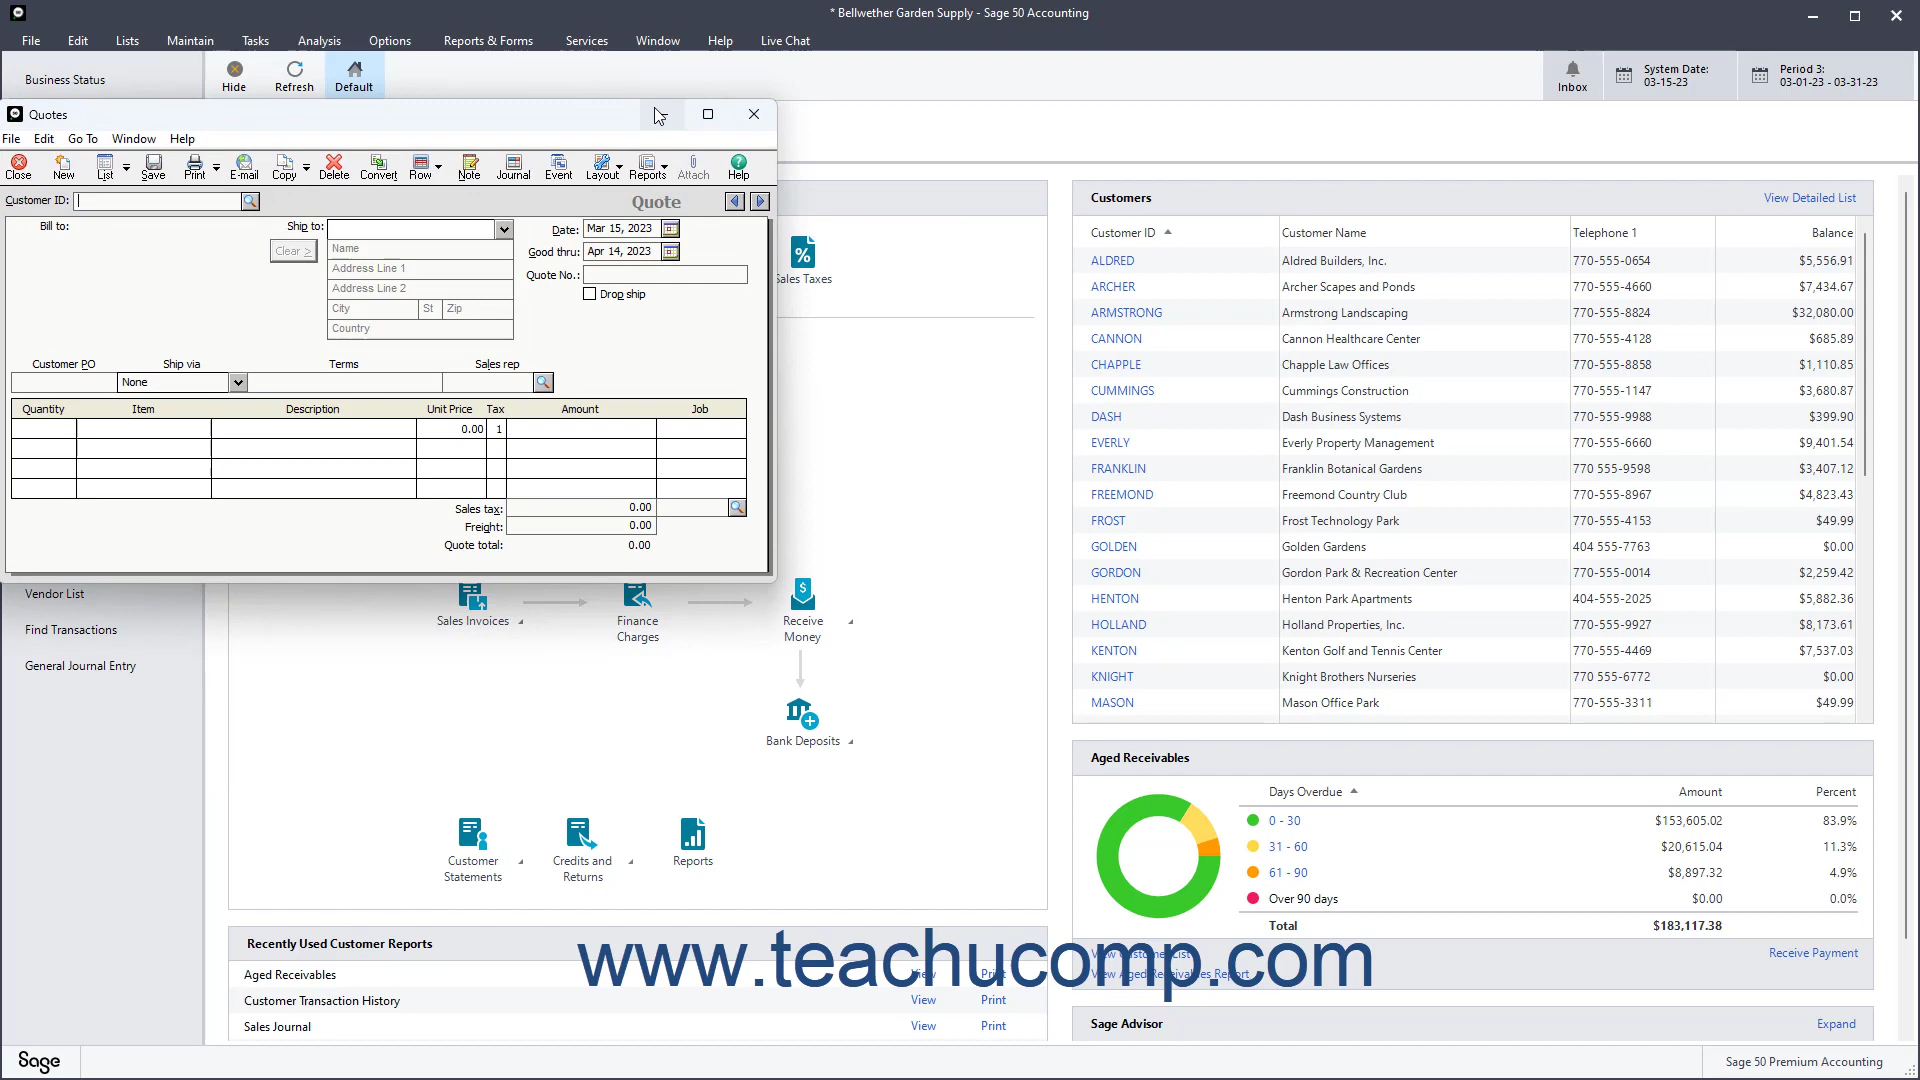 * Bellwether Garden Supply - Sage 50 Accounting
File Edit Lists Maintain Tasks Analysis Options Reports & Forms Services Window Help Live Chat
Business Status
Hide Refresh Default
Inbox
System Date:
03-15-23
Period 3:
03-01-23 - 03-31-23
Quotes
File Edit Go To Window Help
Close New List Save Print E-mail Copy Delete Convert Row Note Journal Event Layout Reports Attach Help
Customer ID:
Quote
Bill to:
Ship to:
Clear >
Name
Address Line 1
Address Line 2
City St Zip
Country
Date: Mar 15, 2023
Good thru: Apr 14, 2023
Quote No.:
Drop ship
Customer PO Ship via Terms Sales rep
None
Quantity Item Description Unit Price Tax Amount Job
0.00 1
Sales tax: 0.00
Freight: 0.00
Quote total: 0.00
Vendor List
Find Transactions
General Journal Entry
Sales Taxes
Sales Invoices
Finance
Charges
Receive
Money
Bank Deposits
Customer
Statements
Credits and
Returns
Reports
Recently Used Customer Reports
Aged Receivables View Print
Customer Transaction History View Print
Sales Journal View Print
Customers View Detailed List
Customer ID Customer Name Telephone 1 Balance
ALDRED Aldred Builders, Inc. 770-555-0654 $5,556.91
ARCHER Archer Scapes and Ponds 770-555-4660 $7,434.67
ARMSTRONG Armstrong Landscaping 770-555-8824 $32,080.00
CANNON Cannon Healthcare Center 770-555-4128 $685.89
CHAPPLE Chapple Law Offices 770-555-8858 $1,110.85
CUMMINGS Cummings Construction 770-555-1147 $3,680.87
DASH Dash Business Systems 770-555-9988 $399.90
EVERLY Everly Property Management 770-555-6660 $9,401.54
FRANKLIN Franklin Botanical Gardens 770 555-9598 $3,407.12
FREEMOND Freemond Country Club 770-555-8967 $4,823.43
FROST Frost Technology Park 770-555-4153 $49.99
GOLDEN Golden Gardens 404 555-7763 $0.00
GORDON Gordon Park & Recreation Center 770-555-0014 $2,259.42
HENTON Henton Park Apartments 404-555-2025 $5,882.36
HOLLAND Holland Properties, Inc. 770-555-9927 $8,173.61
KENTON Kenton Golf and Tennis Center 770-555-4469 $7,537.03
KNIGHT Knight Brothers Nurseries 770 555-6772 $0.00
MASON Mason Office Park 770-555-3311 $49.99
Aged Receivables
Days Overdue Amount Percent
0 - 30 $153,605.02 83.9%
31 - 60 $20,615.04 11.3%
61 - 90 $8,897.32 4.9%
Over 90 days $0.00 0.0%
Total $183,117.38
View Customer List
Receive Payment
View Aged Receivables Report
www.teachucomp.com
Sage Advisor Expand
Sage
Sage 50 Premium Accounting